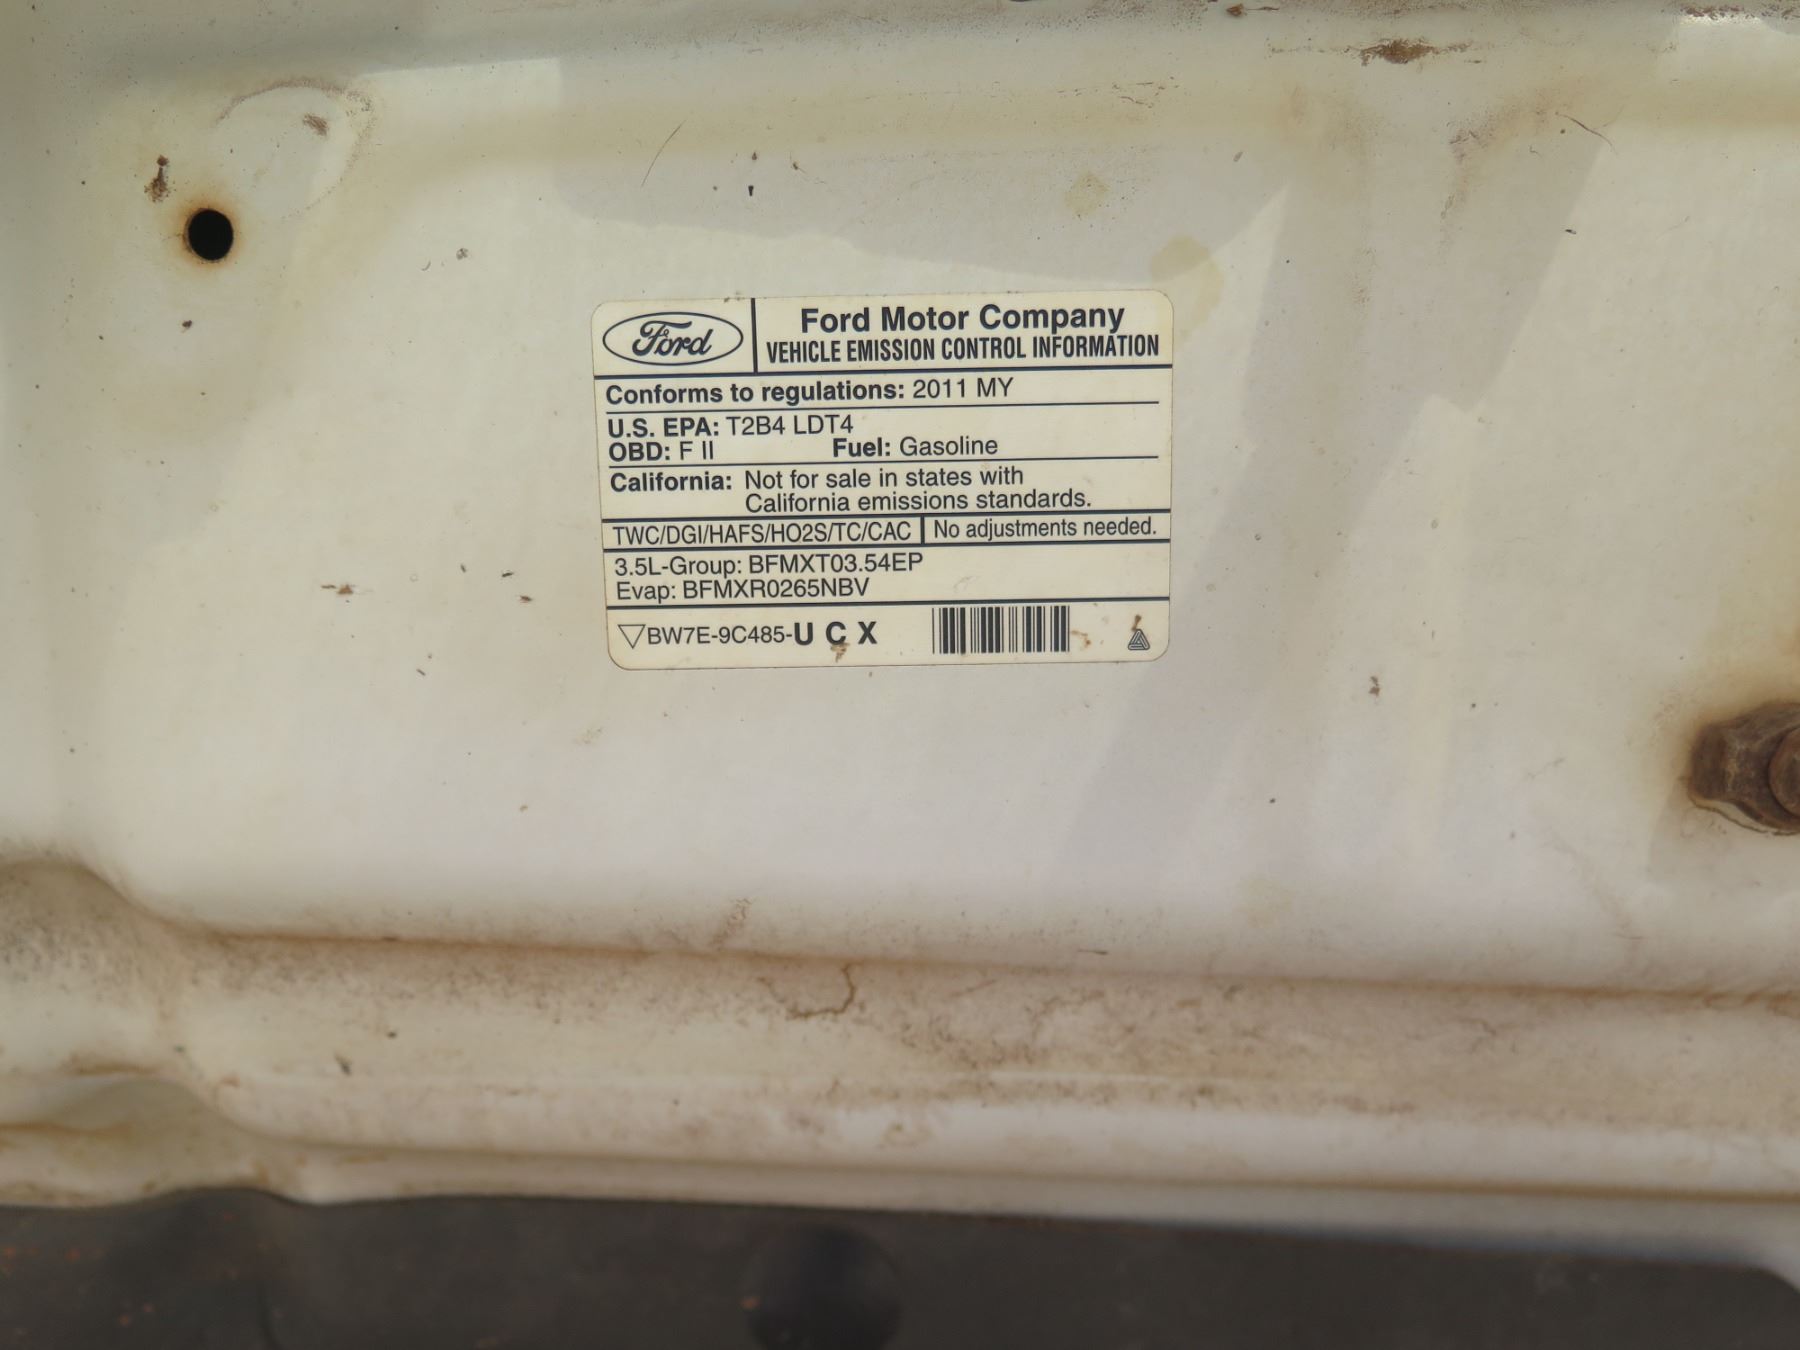 Ford
Ford Motor Company
VEHICLE EMISSION CONTROL INFORMATION
Conforms to regulations: 2011 MY
U.S. EPA: T2B4 LDT4
OBD: F II Fuel: Gasoline
California: Not for sale in states with
California emissions standards.
TWC/DGI/HAFS/HO2S/TC/CAC No adjustments needed.
3.5L-Group: BFMXT03.54EP
Evap: BFMXR0265NBV
BW7E-9C485-U C X